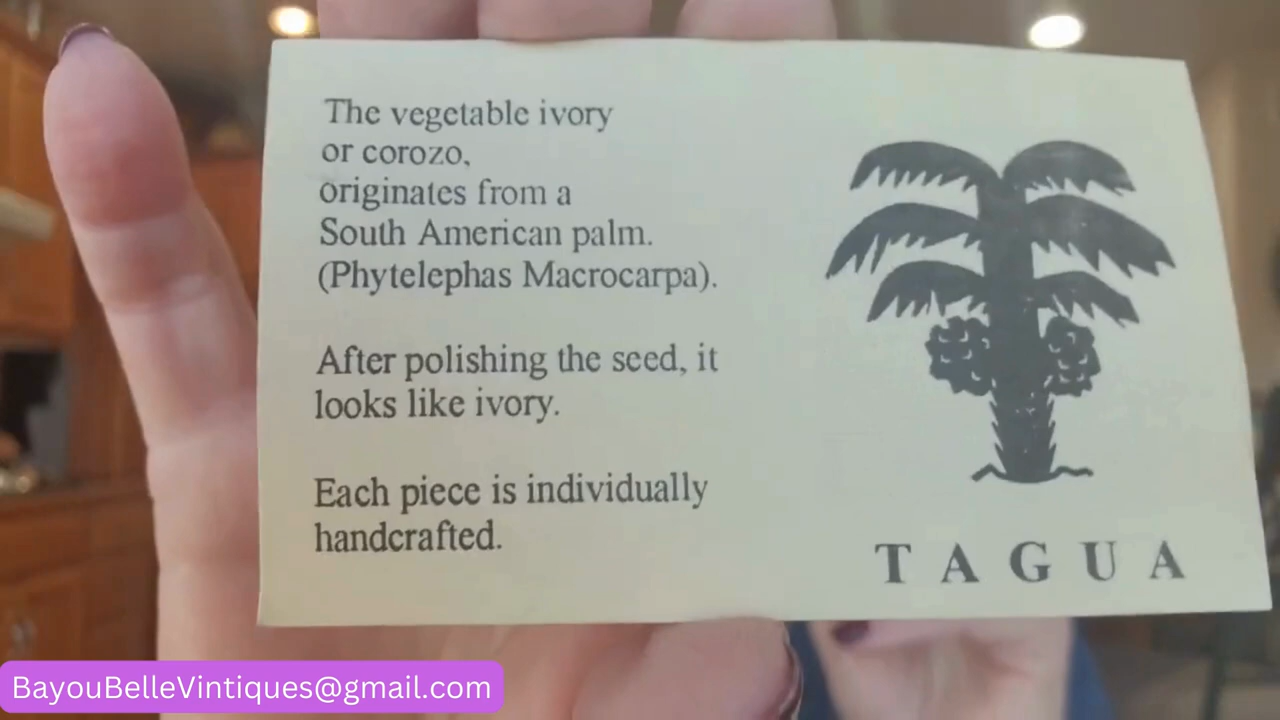 The vegetable ivory
or corozo,
originates from a
South American palm.
(Phytelephas Macrocarpa).
After polishing the seed, it
looks like ivory.
Each piece is individually
handcrafted.
TAGUA
BayouBelleVintiques@gmail.com